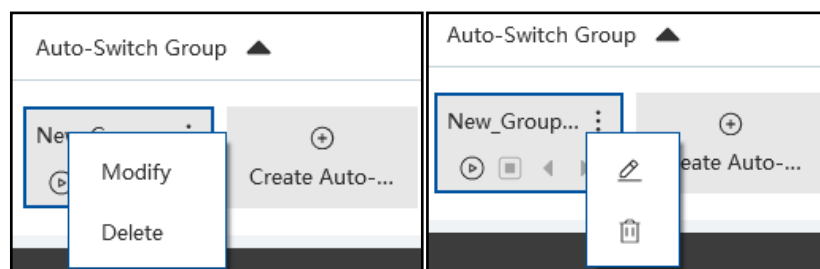 Auto-Switch Group
Modify
Delete
Create Auto-...
Auto-Switch Group
New_Group...
eate Auto-...